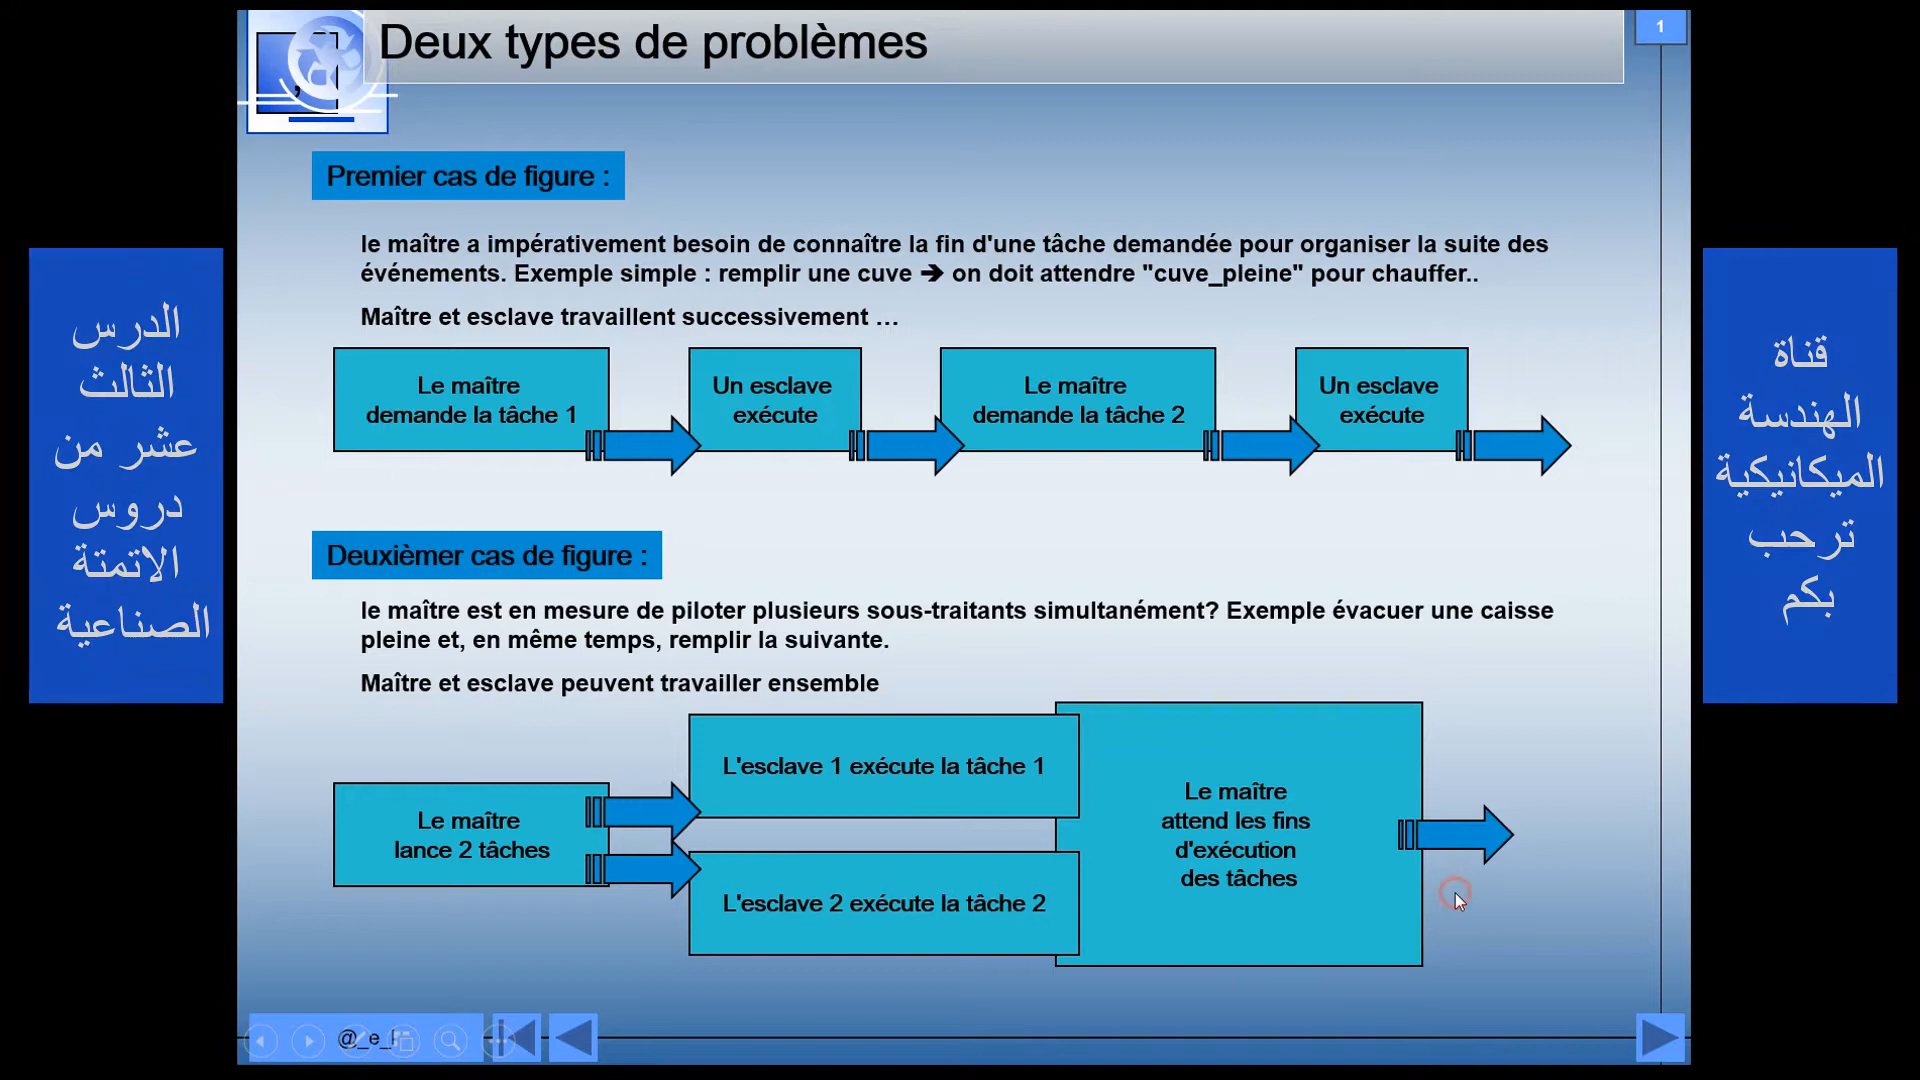 Deux types de problèmes
1
Premier cas de figure :
le maître a impérativement besoin de connaître la fin d'une tâche demandée pour organiser la suite des
événements. Exemple simple : remplir une cuve ➔ on doit attendre "cuve_pleine" pour chauffer..
Maître et esclave travaillent successivement …
Le maître
demande la tâche 1
Un esclave
exécute
Le maître
demande la tâche 2
Un esclave
exécute
Deuxièmer cas de figure :
le maître est en mesure de piloter plusieurs sous-traitants simultanément? Exemple évacuer une caisse
pleine et, en même temps, remplir la suivante.
Maître et esclave peuvent travailler ensemble
Le maître
lance 2 tâches
L'esclave 1 exécute la tâche 1
L'esclave 2 exécute la tâche 2
Le maître
attend les fins
d'exécution
des tâches
الدرس
الثالث
عشر من
دروس
الاتمتة
الصناعية
قناة
الهندسة
الميكانيكية
ترحب
بكم